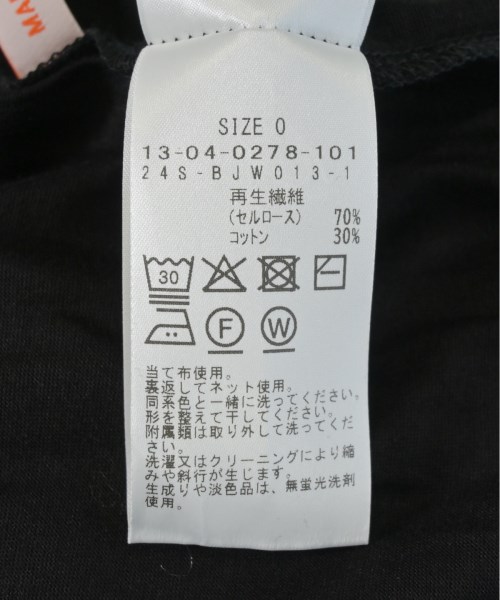 MA
SIZE 0
13-04-0278-101
24S-BJW013-1
再生繊維
(セルロース) 70%
コットン 30%
30
F W
当て布使用。
裏返してネット使用。
同系色と一緒に洗ってください。
形を整えて干してください。
附属類は取り外して洗ってくだ
さい。
洗濯又はクリーニングにより縮
みや斜行が生じます。
生成りや淡色品は、無蛍光洗剤
使用。